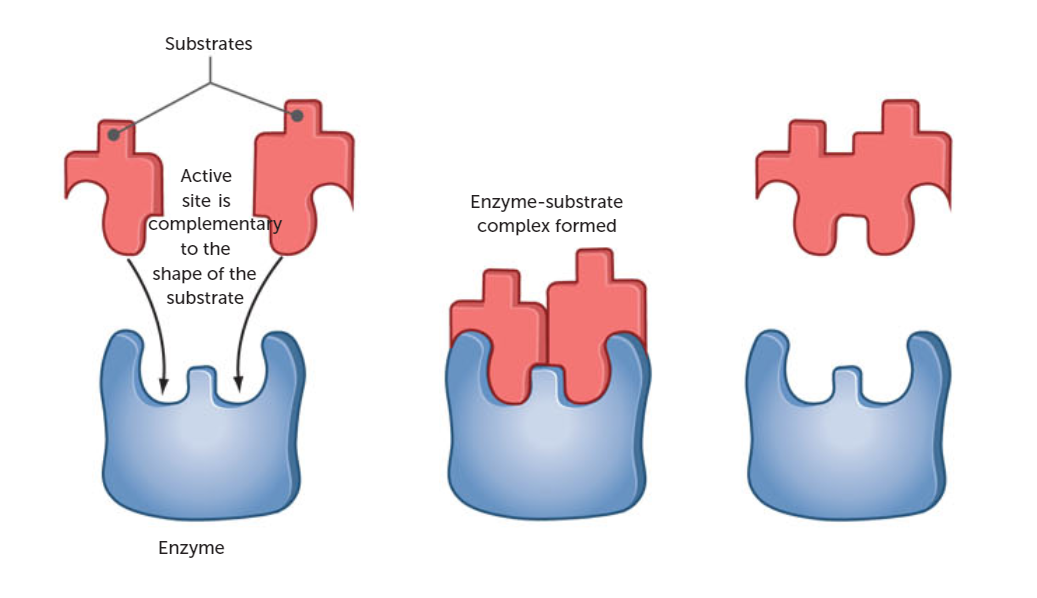 Substrates
Active
site is
complementary
to the
shape of the
substrate
Enzyme-substrate
complex formed
Enzyme